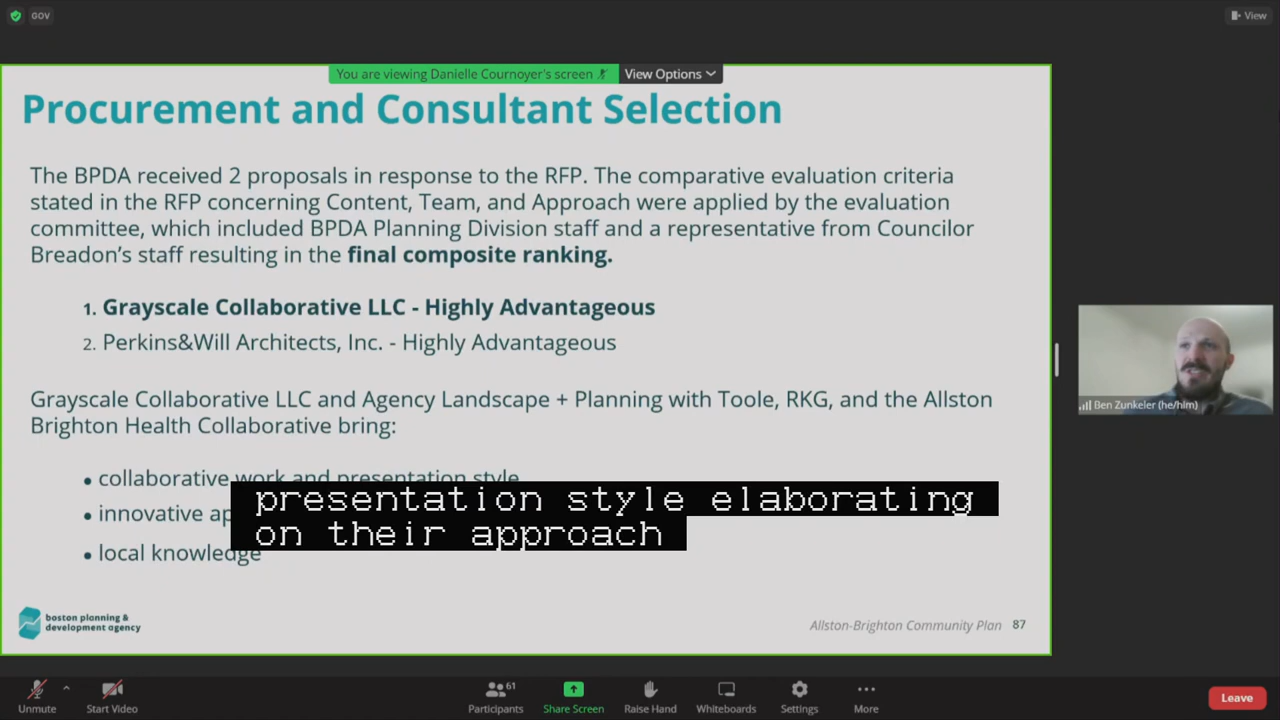 GOV
View
You are viewing Danielle Cournoyer's screen
View Options
Procurement and Consultant Selection
The BPDA received 2 proposals in response to the RFP. The comparative evaluation criteria
stated in the RFP concerning Content, Team, and Approach were applied by the evaluation
committee, which included BPDA Planning Division staff and a representative from Councilor
Breadon's staff resulting in the final composite ranking.
1. Grayscale Collaborative LLC - Highly Advantageous
2. Perkins&Will Architects, Inc. - Highly Advantageous
Grayscale Collaborative LLC and Agency Landscape + Planning with Toole, RKG, and the Allston
Brighton Health Collaborative bring:
• collaborative work and presentation style
• innovative
• local knowledge
presentation style elaborating
on their approach
Ben Zunkeler (he/him)
boston planning &
development agency
Allston-Brighton Community Plan 87
Unmute
Start Video
61
Participants
Share Screen
Raise Hand
Whiteboards
Settings
More
Leave